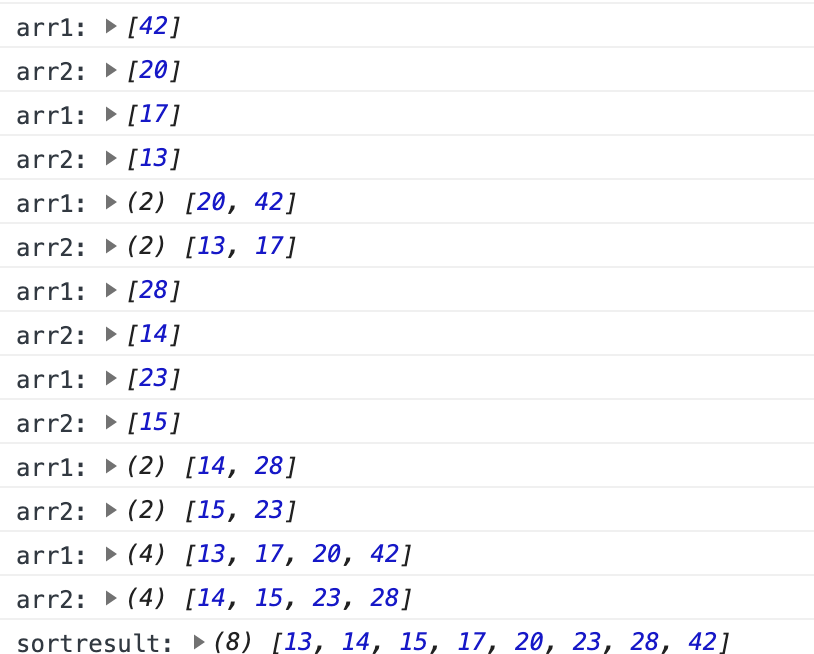 arr1: ▶ [42]
arr2: ▶ [20]
arr1: ▶ [17]
arr2: ▶ [13]
arr1: ▶ (2) [20, 42]
arr2: ▶ (2) [13, 17]
arr1: ▶ [28]
arr2: ▶ [14]
arr1: ▶ [23]
arr2: ▶ [15]
arr1: ▶ (2) [14, 28]
arr2: ▶ (2) [15, 23]
arr1: ▶ (4) [13, 17, 20, 42]
arr2: ▶ (4) [14, 15, 23, 28]
sortresult: ▶ (8) [13, 14, 15, 17, 20, 23, 28, 42]